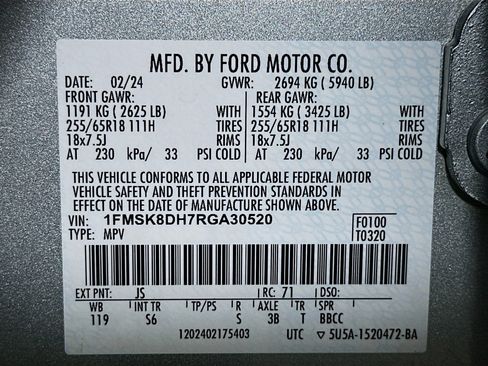 MFD. BY FORD MOTOR CO.
DATE: 02/24 GVWR: 2694 KG ( 5940 LB)
FRONT GAWR: REAR GAWR:
1191 KG ( 2625 LB) WITH 1554 KG ( 3425 LB) WITH
255/65R18 111H TIRES 255/65R18 111H TIRES
18x7.5J RIMS 18x7.5J RIMS
AT 230 kPa/ 33 PSI COLD AT 230 kPa/ 33 PSI COLD
THIS VEHICLE CONFORMS TO ALL APPLICABLE FEDERAL MOTOR
VEHICLE SAFETY AND THEFT PREVENTION STANDARDS IN
EFFECT ON THE DATE OF MANUFACTURE SHOWN ABOVE.
VIN: 1FMSK8DH7RGA30520 F0100
TYPE: MPV T0320
EXT PNT: JS RC: 71 DSO:
WB INT TR TP/PS R AXLE TR SPR
119 S6 S 3B T BBCC
1202402175403 UTC ▽ 5U5A-1520472-BA